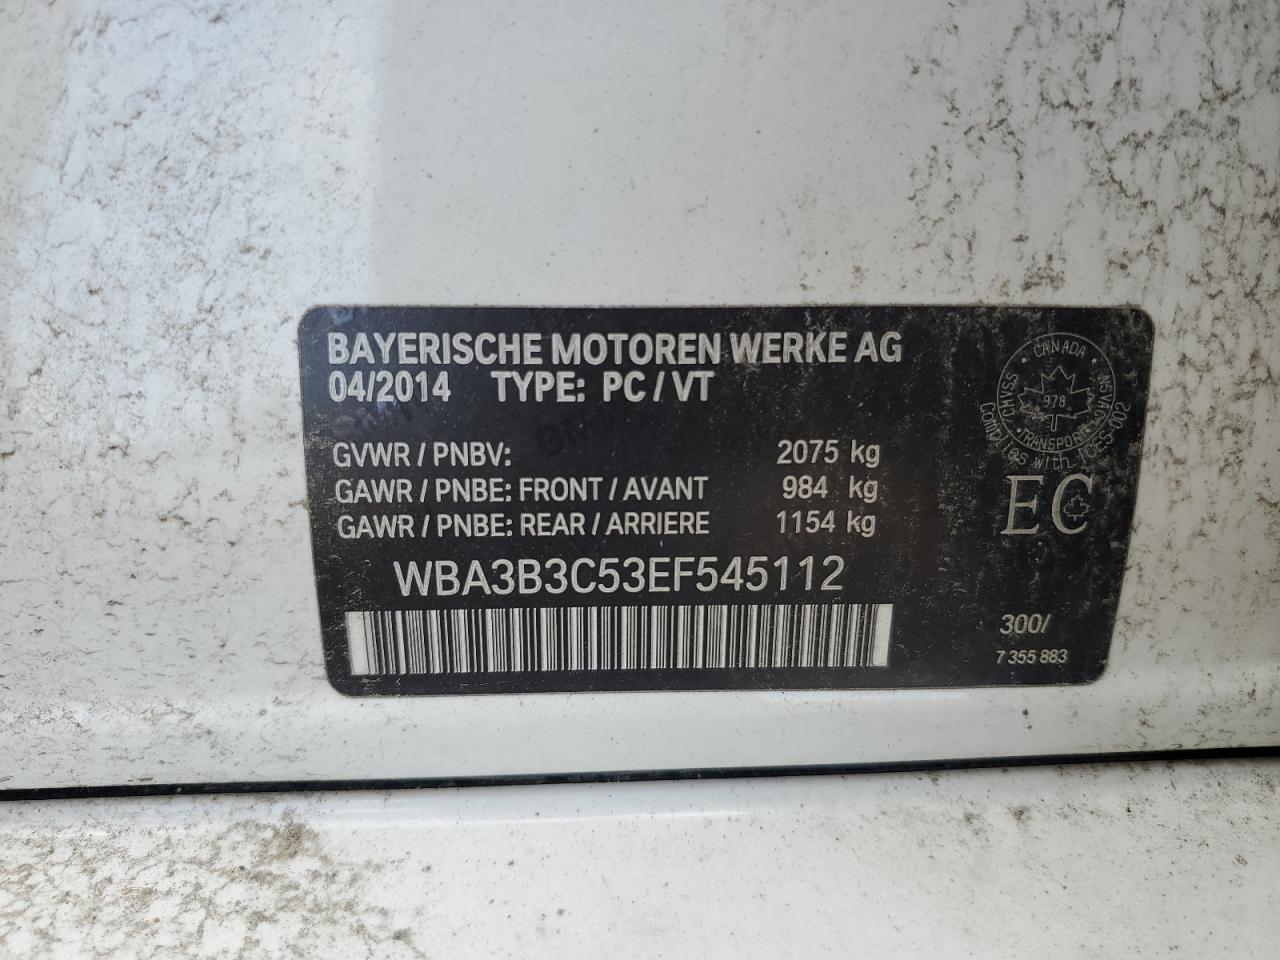 BAYERISCHE MOTOREN WERKE AG
04/2014 TYPE: PC / VT
GVWR / PNBV: 2075 kg
GAWR / PNBE: FRONT / AVANT 984 kg
GAWR / PNBE: REAR / ARRIERE 1154 kg
WBA3B3C53EF545112
CANADA
978
TRANSPORT
EC
300/
7 355 883